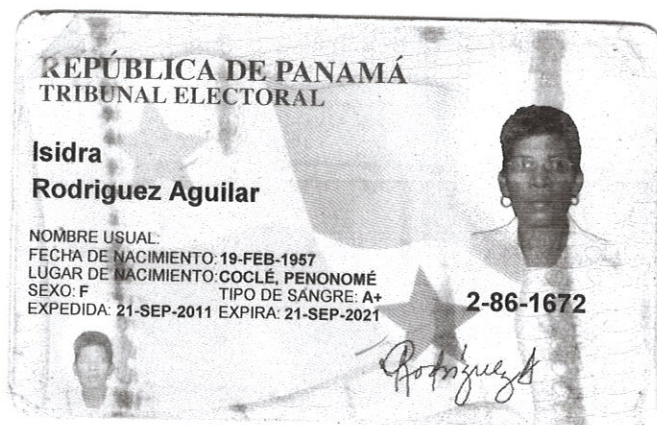 REPÚBLICA DE PANAMÁ
TRIBUNAL ELECTORAL
Isidra
Rodriguez Aguilar
NOMBRE USUAL:
FECHA DE NACIMIENTO: 19-FEB-1957
LUGAR DE NACIMIENTO: COCLÉ, PENONOMÉ
SEXO: F TIPO DE SANGRE: A+
EXPEDIDA: 21-SEP-2011 EXPIRA: 21-SEP-2021
2-86-1672
Rodríguez A